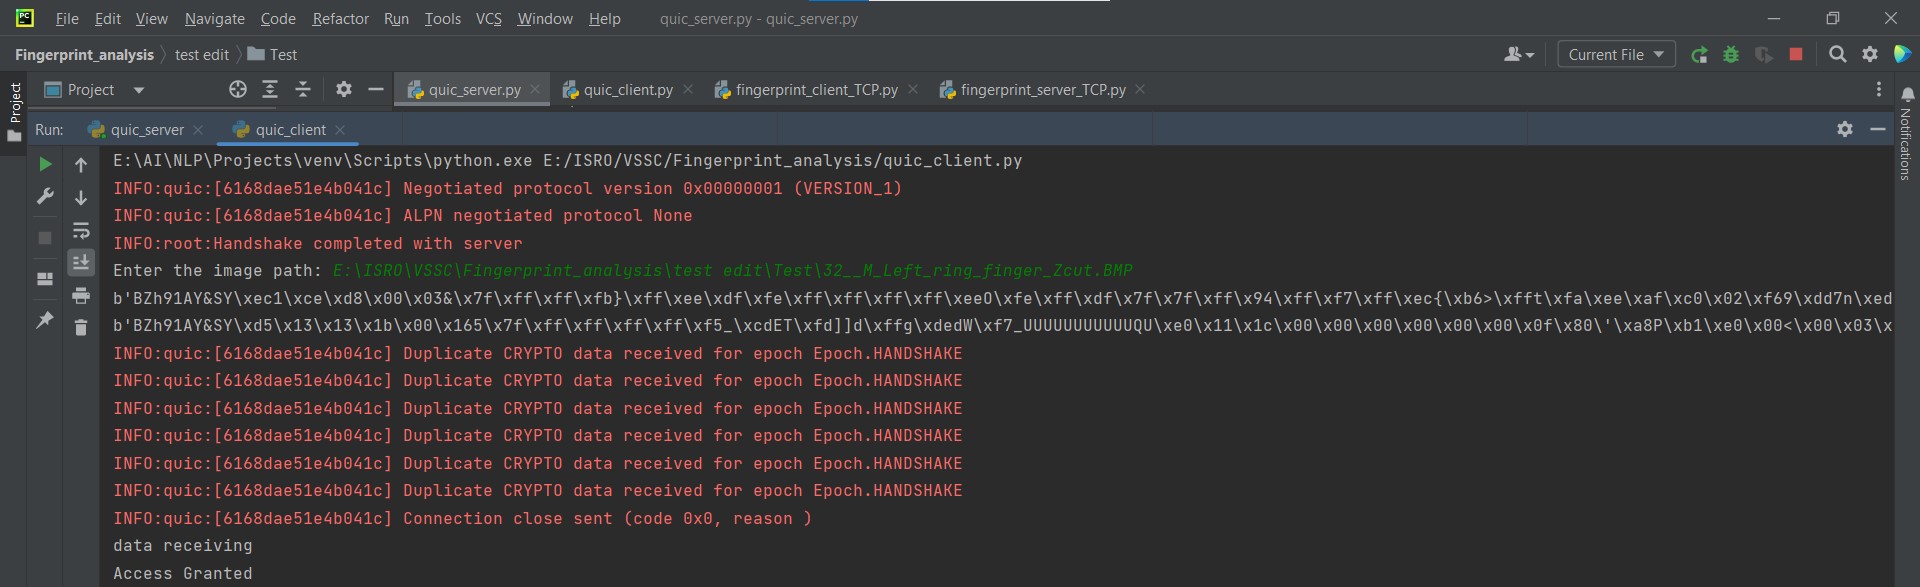 PC
File Edit View Navigate Code Refactor Run Tools VCS Window Help quic_server.py - quic_server.py
Fingerprint_analysis test edit Test Current File
Project quic_server.py quic_client.py fingerprint_client_TCP.py fingerprint_server_TCP.py
Project
Notifications
Run: quic_server quic_client
E:\AI\NLP\Projects\venv\Scripts\python.exe E:/ISRO/VSSC/Fingerprint_analysis/quic_client.py
INFO:quic:[6168dae51e4b041c] Negotiated protocol version 0x00000001 (VERSION_1)
INFO:quic:[6168dae51e4b041c] ALPN negotiated protocol None
INFO:root:Handshake completed with server
Enter the image path: E:\ISRO\VSSC\Fingerprint_analysis\test edit\Test\32__M_Left_ring_finger_Zcut.BMP
b'BZh91AY&SY\xec1\xce\xd8\x00\x03&\x7f\xff\xff\xfb}\xff\xee\xdf\xfe\xff\xff\xff\xff\xeeO\xfe\xff\xdf\x7f\x7f\xff\x94\xff\xf7\xff\xec{\xb6>\xfft\xfa\xee\xaf\xc0\x02\xf69\xdd7n\xed
b'BZh91AY&SY\xd5\x13\x13\x1b\x00\x165\x7f\xff\xff\xff\xff\xf5_\xcdET\xfd]]d\xffg\xdedW\xf7_UUUUUUUUUUUQU\xe0\x11\x1c\x00\x00\x00\x00\x00\x00\x0f\x80\'\xa8P\xb1\xe0\x00<\x00\x03\x
INFO:quic:[6168dae51e4b041c] Duplicate CRYPTO data received for epoch Epoch.HANDSHAKE
INFO:quic:[6168dae51e4b041c] Duplicate CRYPTO data received for epoch Epoch.HANDSHAKE
INFO:quic:[6168dae51e4b041c] Duplicate CRYPTO data received for epoch Epoch.HANDSHAKE
INFO:quic:[6168dae51e4b041c] Duplicate CRYPTO data received for epoch Epoch.HANDSHAKE
INFO:quic:[6168dae51e4b041c] Duplicate CRYPTO data received for epoch Epoch.HANDSHAKE
INFO:quic:[6168dae51e4b041c] Duplicate CRYPTO data received for epoch Epoch.HANDSHAKE
INFO:quic:[6168dae51e4b041c] Connection close sent (code 0x0, reason )
data receiving
Access Granted